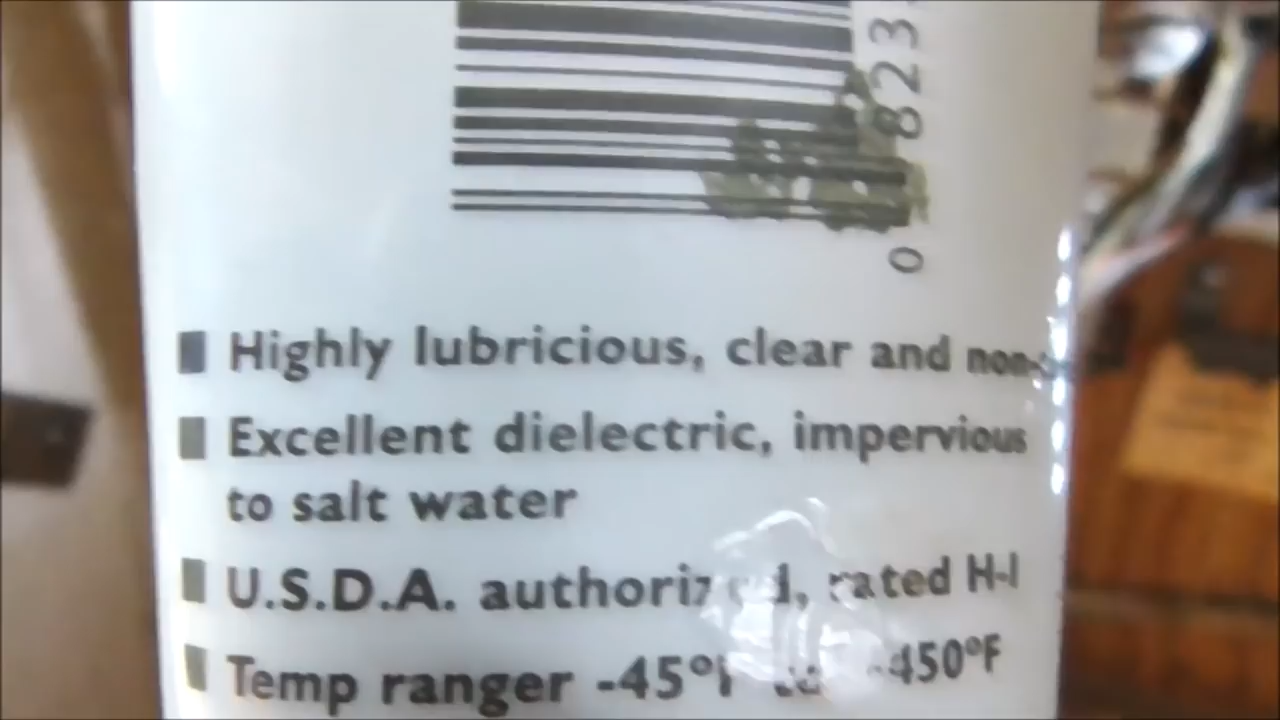 0 823
■ Highly lubricious, clear and non-
■ Excellent dielectric, impervious
to salt water
■ U.S.D.A. authorized, rated H-1
■ Temp ranger -45°F to -450°F